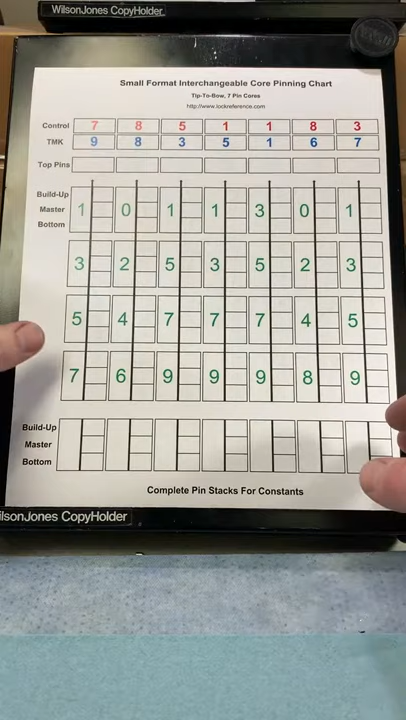 WilsonJones CopyHolder
Small Format Interchangeable Core Pinning Chart
Tip-To-Bow, 7 Pin Cores
http://www.lockreference.com
Control 7 8 5 1 1 8 3
TMK 9 8 3 5 1 6 7
Top Pins
Build-Up
Master 1 0 1 1 3 0 1
Bottom
3 2 5 3 5 2 3
5 4 7 7 7 4 5
7 6 9 9 9 8 9
Build-Up
Master
Bottom
Complete Pin Stacks For Constants
ilsonJones CopyHolder